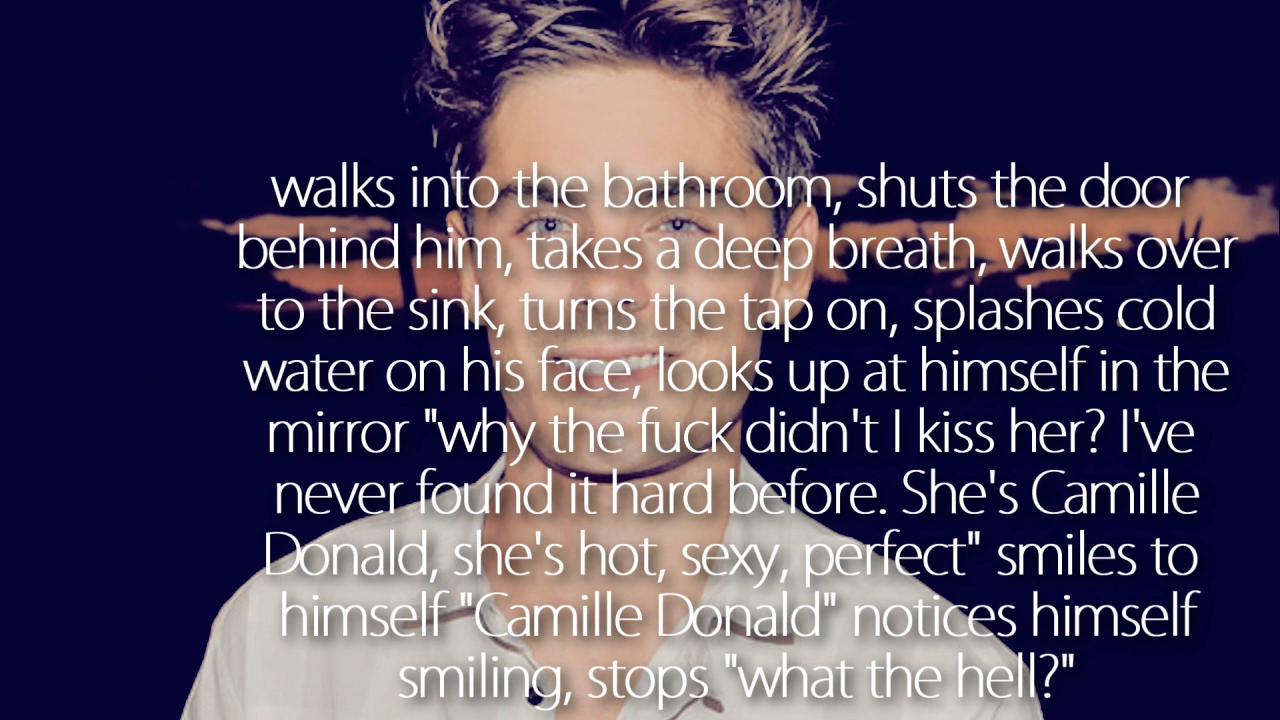 walks into the bathroom, shuts the door
behind him, takes a deep breath, walks over
to the sink, turns the tap on, splashes cold
water on his face, looks up at himself in the
mirror "why the fuck didn't I kiss her? I've
never found it hard before. She's Camille
Donald, she's hot, sexy, perfect" smiles to
himself "Camille Donald" notices himself
smiling, stops "what the hell?"